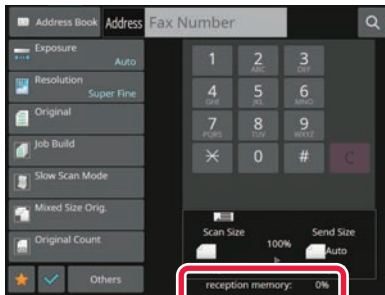 Address Book Address Fax Number
Exposure
Auto
Resolution
Super Fine
Original
Job Build
Slow Scan Mode
Mixed Size Orig.
Original Count
Others
1 2 3
ABC DEF
4 5 6
GHI JKL MNO
7 8 9
PQRS TUV WXYZ
0 #
C
Scan Size Send Size
100%
Auto
reception memory: 0%